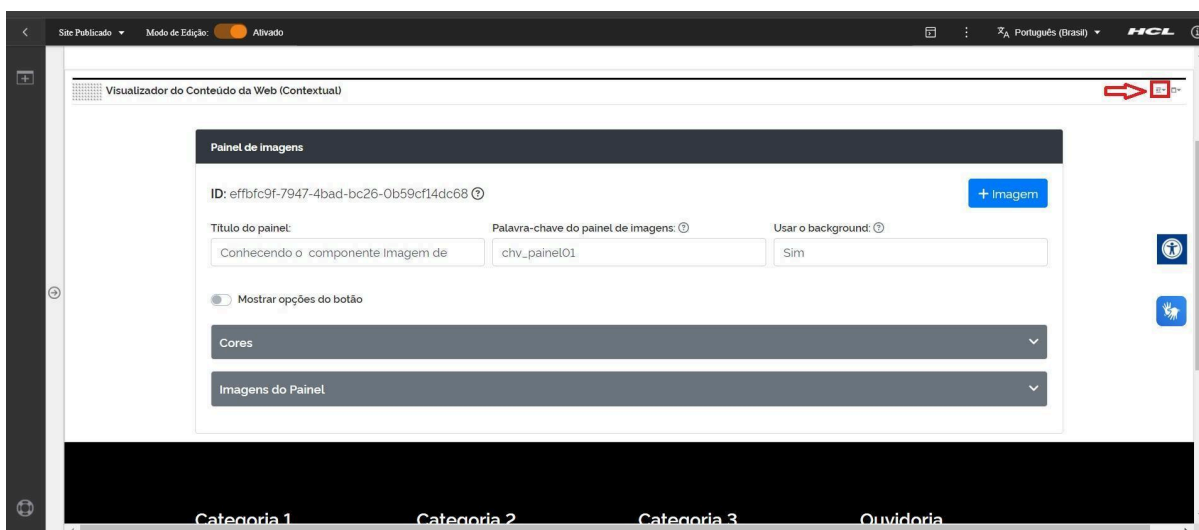 Site Publicado Modo de Edição: Ativado Português (Brasil) HCL
Visualizador do Conteúdo da Web (Contextual)
Painel de imagens
ID: effbfc9f-7947-4bad-bc26-0b59cf14dc68
+ Imagem
Título do painel: Palavra-chave do painel de imagens: Usar o background:
Conhecendo o componente Imagem de chv_painel01 Sim
Mostrar opções do botão
Cores
Imagens do Painel
Categoria 1 Categoria 2 Categoria 3 Ouvidoria